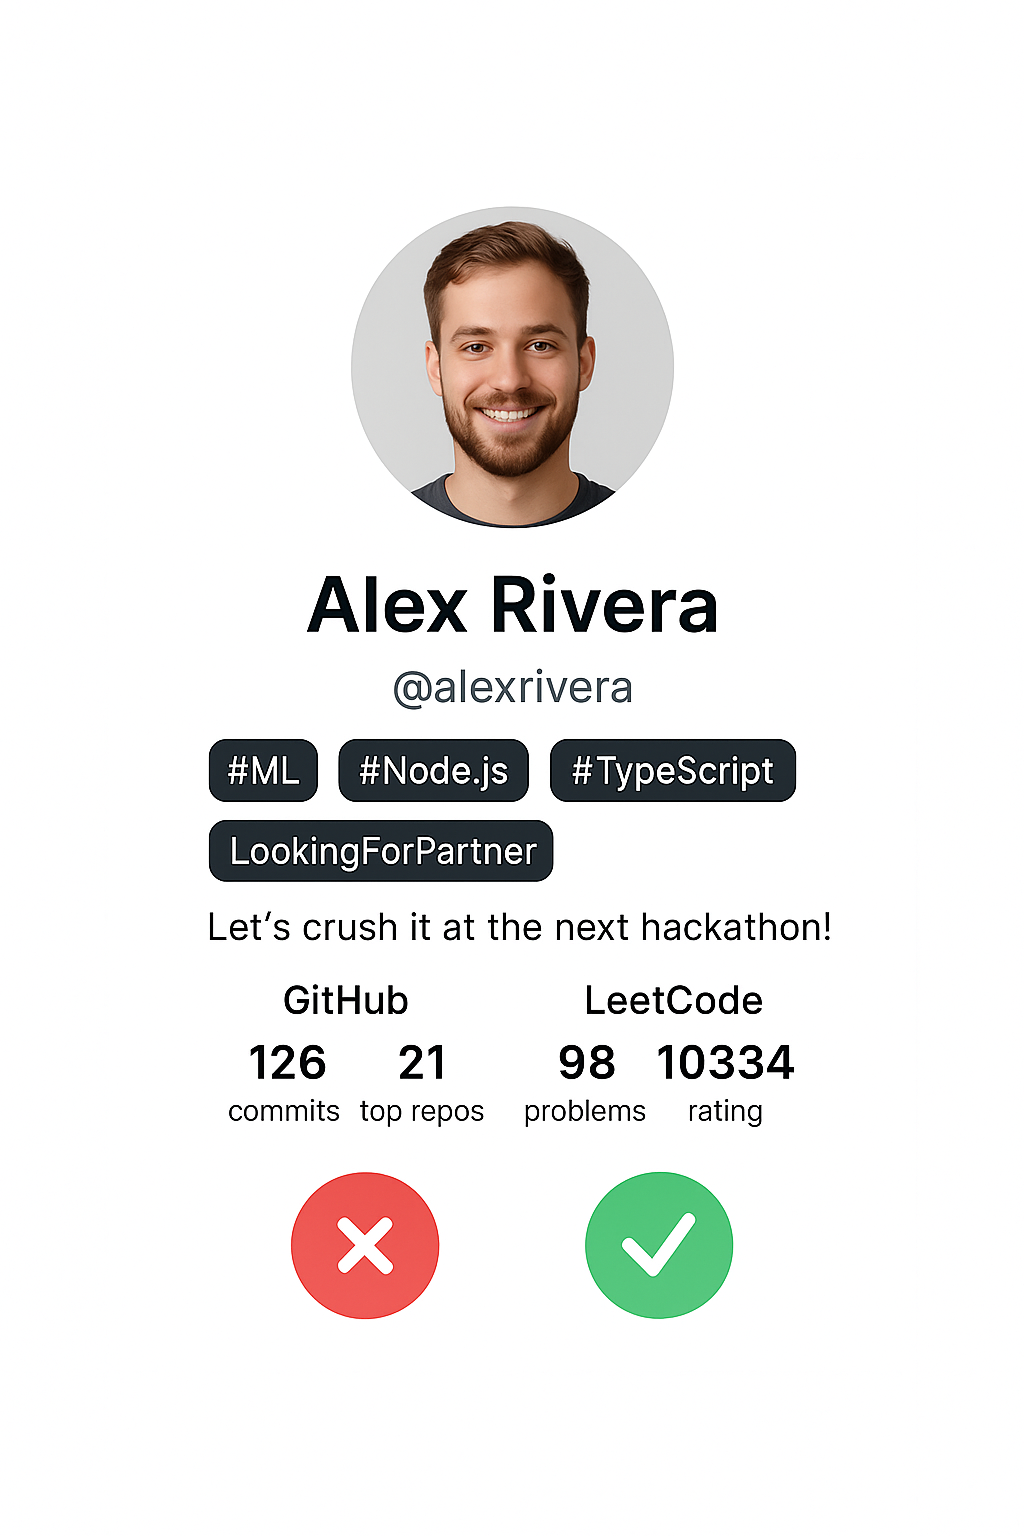 Alex Rivera
@alexrivera
#ML #Node.js #TypeScript
LookingForPartner
Let’s crush it at the next hackathon!
GitHub LeetCode
126 21 98 10334
commits top repos problems rating